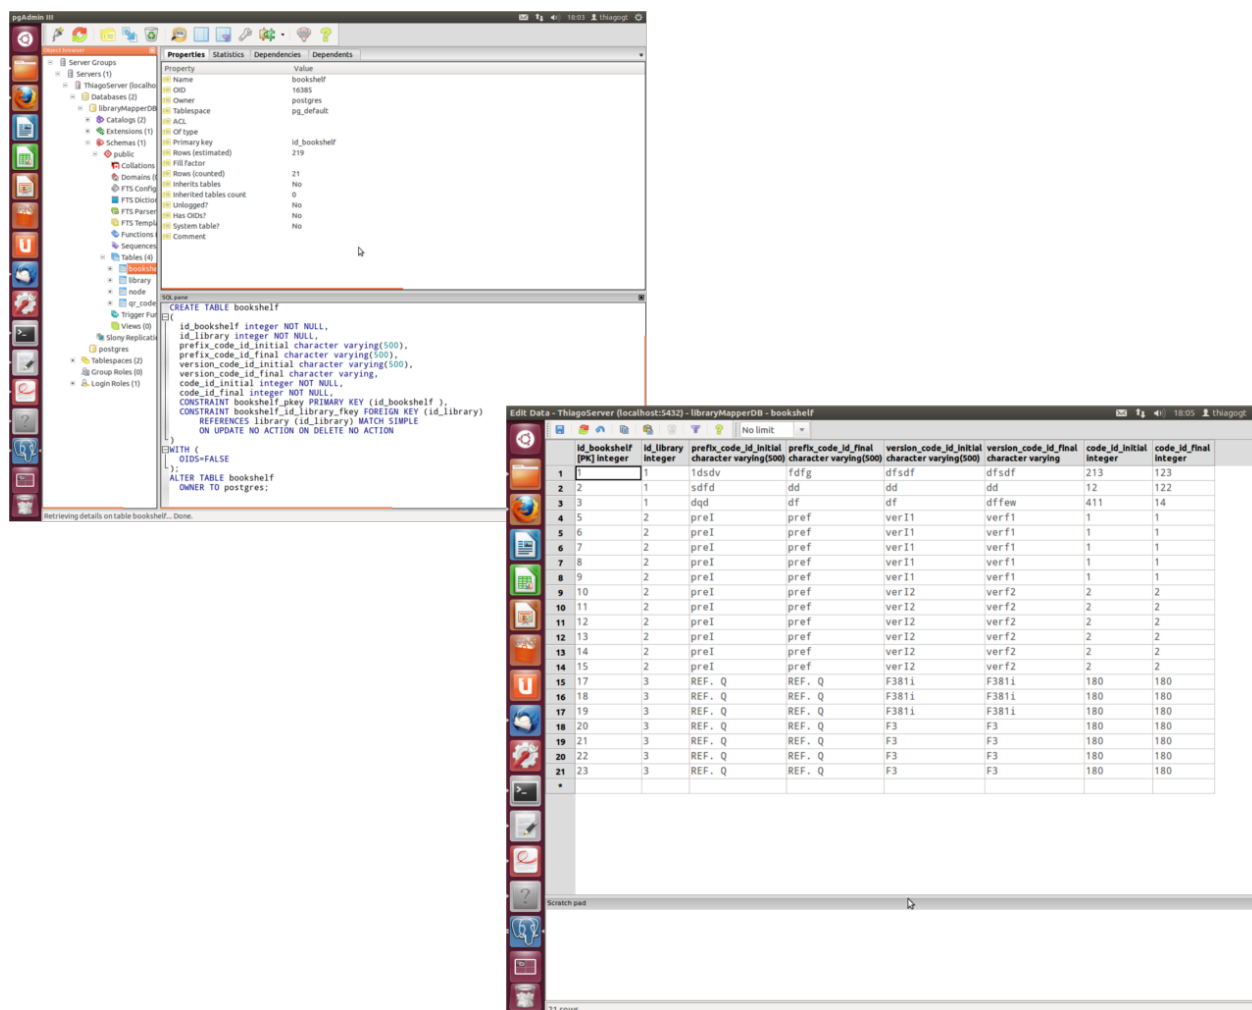 pgAdmin III
18:03 thiagogt
Object browser
Server Groups
Servers (1)
ThiagoServer (localho
Databases (2)
libraryMapperDB
Catalogs (2)
Extensions (1)
Schemas (1)
public
Collations
Domains (
FTS Config
FTS Diction
FTS Parser
FTS Templ
Functions
Sequences
Tables (4)
bookshe
library
node
qr_code
Trigger Fun
Views (0)
Slony Replicati
postgres
Tablespaces (2)
Group Roles (0)
Login Roles (1)
Properties Statistics Dependencies Dependents
Property Value
Name bookshelf
OID 16385
Owner postgres
Tablespace pg_default
ACL
Of type
Primary key id_bookshelf
Rows (estimated) 219
Fill factor
Rows (counted) 21
Inherits tables No
Inherited tables count 0
Unlogged? No
Has OIDs? No
System table? No
Comment
SQL pane
CREATE TABLE bookshelf
(
id_bookshelf integer NOT NULL,
id_library integer NOT NULL,
prefix_code_id_initial character varying(500),
prefix_code_id_final character varying(500),
version_code_id_initial character varying(500),
version_code_id_final character varying,
code_id_initial integer NOT NULL,
code_id_final integer NOT NULL,
CONSTRAINT bookshelf_pkey PRIMARY KEY (id_bookshelf ),
CONSTRAINT bookshelf_id_library_fkey FOREIGN KEY (id_library)
REFERENCES library (id_library) MATCH SIMPLE
ON UPDATE NO ACTION ON DELETE NO ACTION
)
WITH (
OIDS=FALSE
);
ALTER TABLE bookshelf
OWNER TO postgres;
Retrieving details on table bookshelf... Done.
Edit Data - ThiagoServer (localhost:5432) - libraryMapperDB - bookshelf 18:05 thiagogt
No limit
id_bookshelf id_library prefix_code_id_initial prefix_code_id_final version_code_id_initial version_code_id_final code_id_initial code_id_final
[PK] integer integer character varying(500) character varying(500) character varying(500) character varying integer integer
1 1 1 1dsdv fdfg dfsdf dfsdf 213 123
2 2 1 sdfd dd dd dd 12 122
3 3 1 dqd df df dffew 411 14
4 5 2 preI pref verI1 verf1 1 1
5 6 2 preI pref verI1 verf1 1 1
6 7 2 preI pref verI1 verf1 1 1
7 8 2 preI pref verI1 verf1 1 1
8 9 2 preI pref verI1 verf1 1 1
9 10 2 preI pref verI2 verf2 2 2
10 11 2 preI pref verI2 verf2 2 2
11 12 2 preI pref verI2 verf2 2 2
12 13 2 preI pref verI2 verf2 2 2
13 14 2 preI pref verI2 verf2 2 2
14 15 2 preI pref verI2 verf2 2 2
15 17 3 REF. Q REF. Q F381i F381i 180 180
16 18 3 REF. Q REF. Q F381i F381i 180 180
17 19 3 REF. Q REF. Q F381i F381i 180 180
18 20 3 REF. Q REF. Q F3 F3 180 180
19 21 3 REF. Q REF. Q F3 F3 180 180
20 22 3 REF. Q REF. Q F3 F3 180 180
21 23 3 REF. Q REF. Q F3 F3 180 180
*
Scratch pad
21 rows